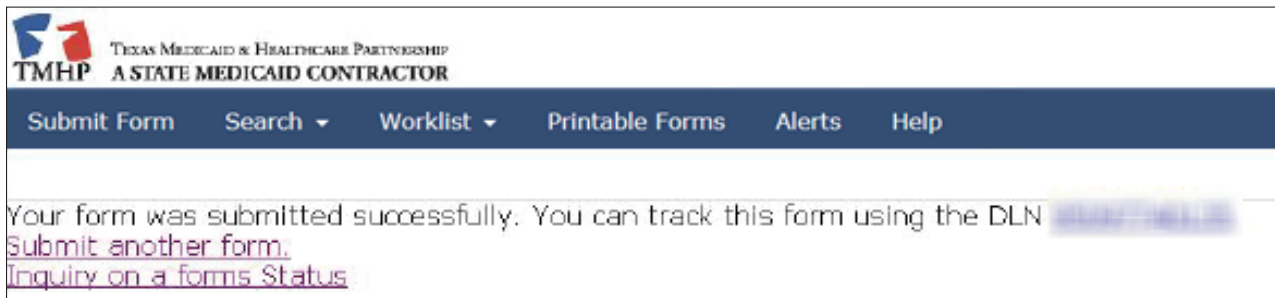 TEXAS MEDICAID & HEALTHCARE PARTNERSHIP
TMHP A STATE MEDICAID CONTRACTOR
Submit Form Search Worklist Printable Forms Alerts Help
Your form was submitted successfully. You can track this form using the DLN
Submit another form.
Inquiry on a forms Status